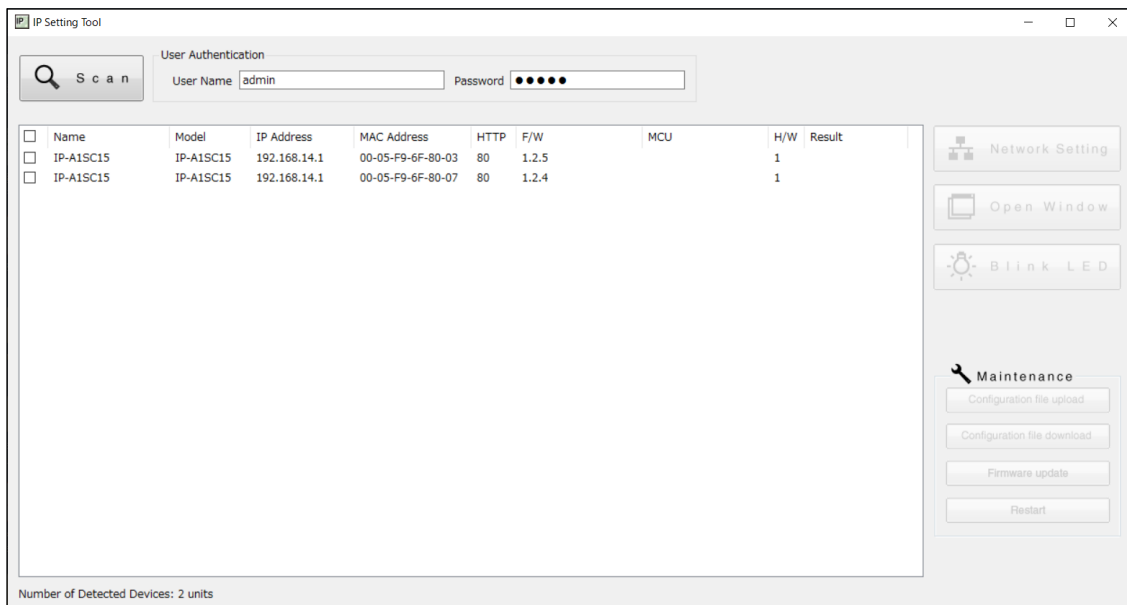 IP IP Setting Tool
Scan
User Authentication
User Name admin Password ●●●●●
Name Model IP Address MAC Address HTTP F/W MCU H/W Result
IP-A1SC15 IP-A1SC15 192.168.14.1 00-05-F9-6F-80-03 80 1.2.5 1
IP-A1SC15 IP-A1SC15 192.168.14.1 00-05-F9-6F-80-07 80 1.2.4 1
Network Setting
Open Window
Blink LED
Maintenance
Configuration file upload
Configuration file download
Firmware update
Restart
Number of Detected Devices: 2 units